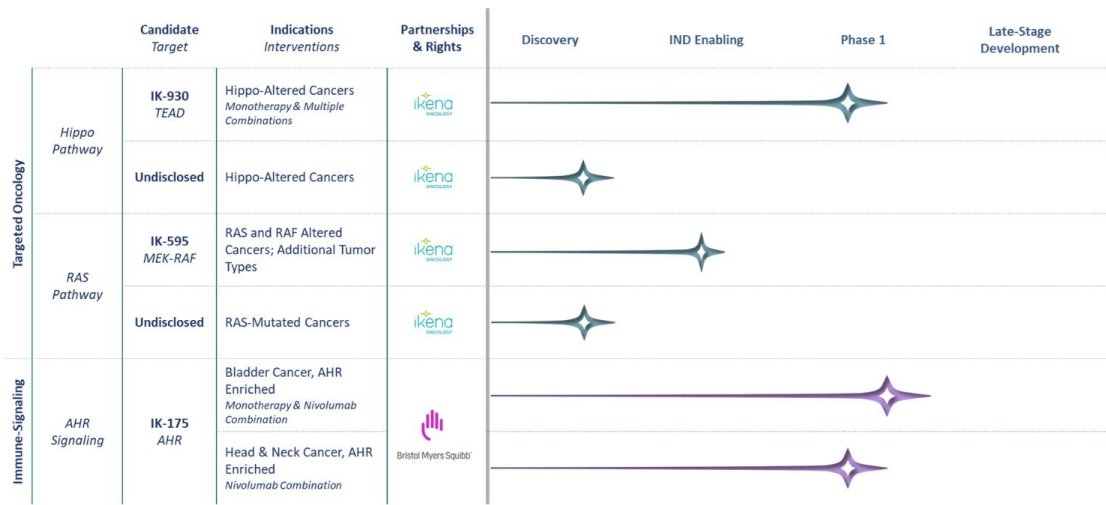 Candidate
Target
Indications
Interventions
Partnerships
& Rights
Discovery
IND Enabling
Phase 1
Late-Stage
Development
Targeted Oncology
Hippo
Pathway
IK-930
TEAD
Hippo-Altered Cancers
Monotherapy & Multiple
Combinations
ikena
ONCOLOGY
Undisclosed
Hippo-Altered Cancers
ikena
ONCOLOGY
RAS
Pathway
IK-595
MEK-RAF
RAS and RAF Altered
Cancers; Additional Tumor
Types
ikena
ONCOLOGY
Undisclosed
RAS-Mutated Cancers
ikena
ONCOLOGY
Immune-Signaling
AHR
Signaling
IK-175
AHR
Bladder Cancer, AHR
Enriched
Monotherapy & Nivolumab
Combination
Head & Neck Cancer, AHR
Enriched
Nivolumab Combination
Bristol Myers Squibb